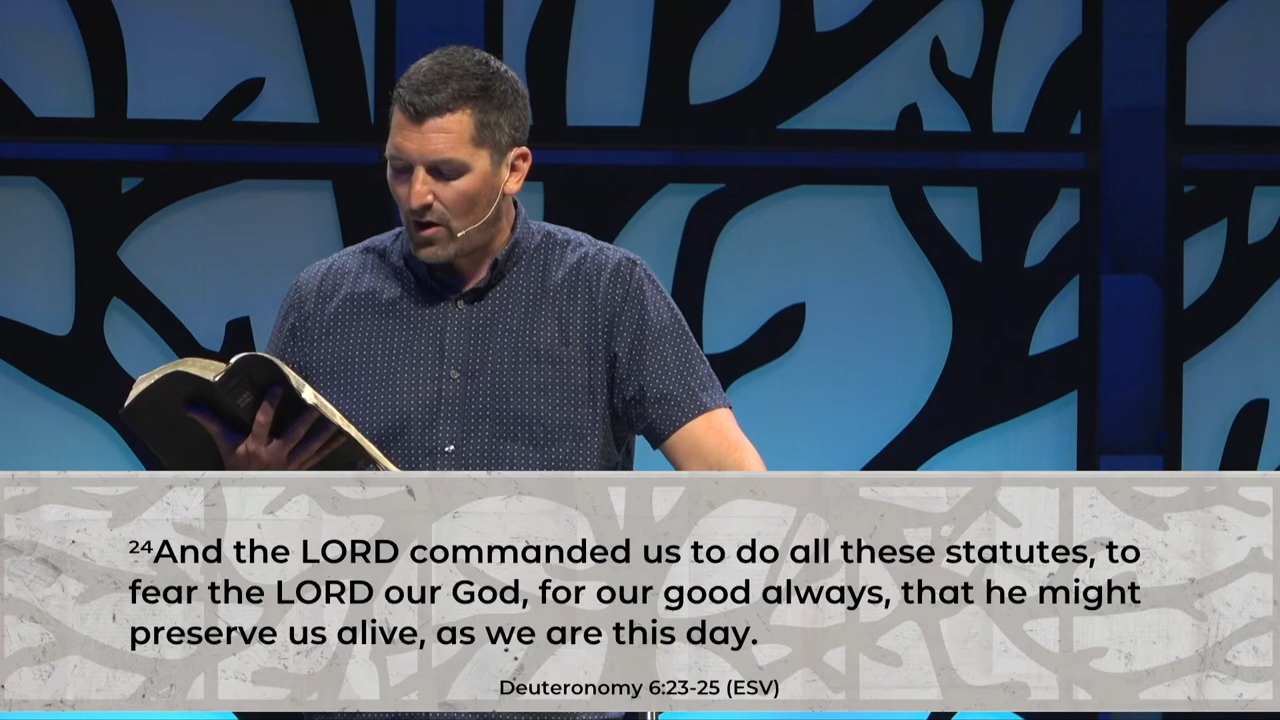 ²⁴And the LORD commanded us to do all these statutes, to
fear the LORD our God, for our good always, that he might
preserve us alive, as we are this day.
Deuteronomy 6:23-25 (ESV)